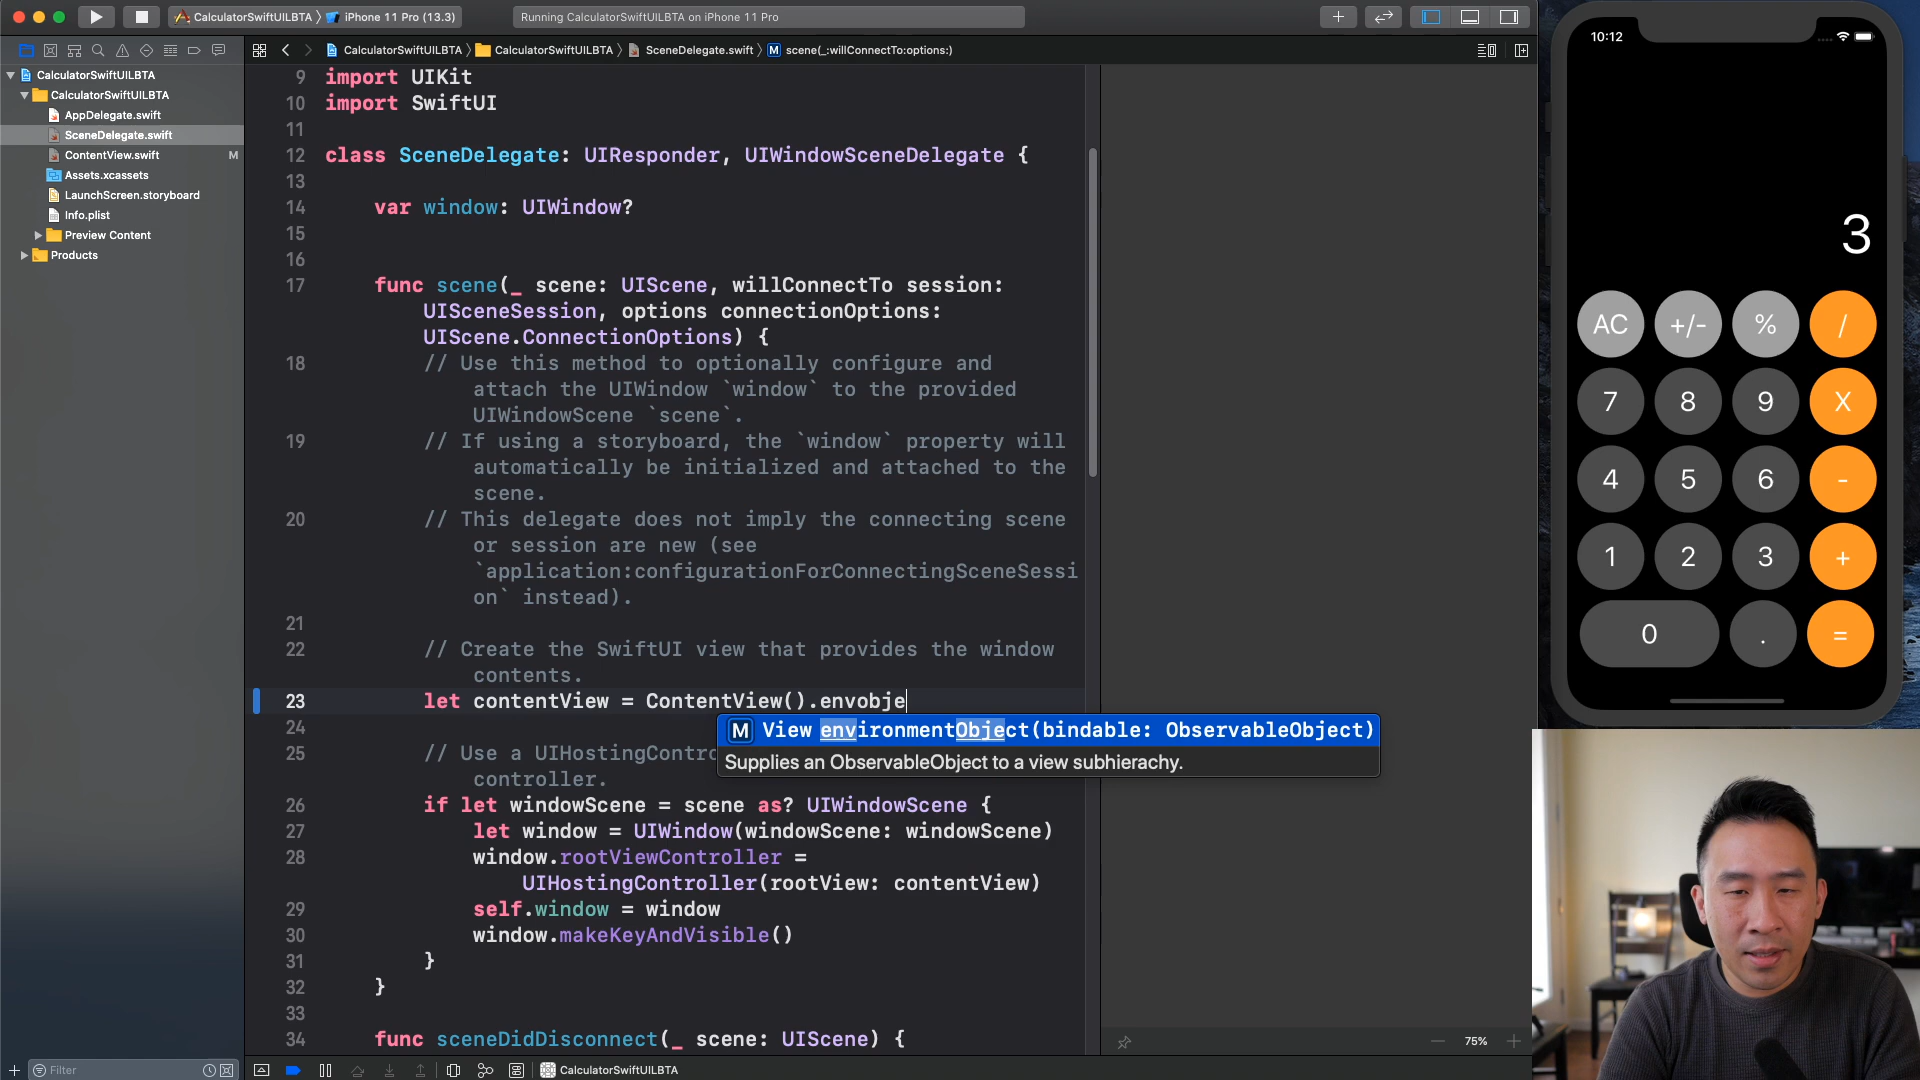 CalculatorSwiftUILBTA
iPhone 11 Pro (13.3)
Running CalculatorSwiftUILBTA on iPhone 11 Pro
CalculatorSwiftUILBTA
CalculatorSwiftUILBTA
SceneDelegate.swift
scene(_:willConnectTo:options:)
CalculatorSwiftUILBTA
CalculatorSwiftUILBTA
AppDelegate.swift
SceneDelegate.swift
ContentView.swift M
Assets.xcassets
LaunchScreen.storyboard
Info.plist
Preview Content
Products
9 import UIKit
10 import SwiftUI
11
12 class SceneDelegate: UIResponder, UIWindowSceneDelegate {
13
14 var window: UIWindow?
15
16
17 func scene(_ scene: UIScene, willConnectTo session:
UISceneSession, options connectionOptions:
UIScene.ConnectionOptions) {
18 // Use this method to optionally configure and
attach the UIWindow `window` to the provided
UIWindowScene `scene`.
19 // If using a storyboard, the `window` property will
automatically be initialized and attached to the
scene.
20 // This delegate does not imply the connecting scene
or session are new (see
`application:configurationForConnectingSceneSessi
on` instead).
21
22 // Create the SwiftUI view that provides the window
contents.
23 let contentView = ContentView().envobje
M View environmentObject(bindable: ObservableObject)
Supplies an ObservableObject to a view subhierachy.
24
25 // Use a UIHostingContro
controller.
26 if let windowScene = scene as? UIWindowScene {
27 let window = UIWindow(windowScene: windowScene)
28 window.rootViewController =
UIHostingController(rootView: contentView)
29 self.window = window
30 window.makeKeyAndVisible()
31 }
32 }
33
34 func sceneDidDisconnect(_ scene: UIScene) {
75%
Filter
CalculatorSwiftUILBTA
10:12
3
AC +/- % /
7 8 9 X
4 5 6 -
1 2 3 +
0 . =